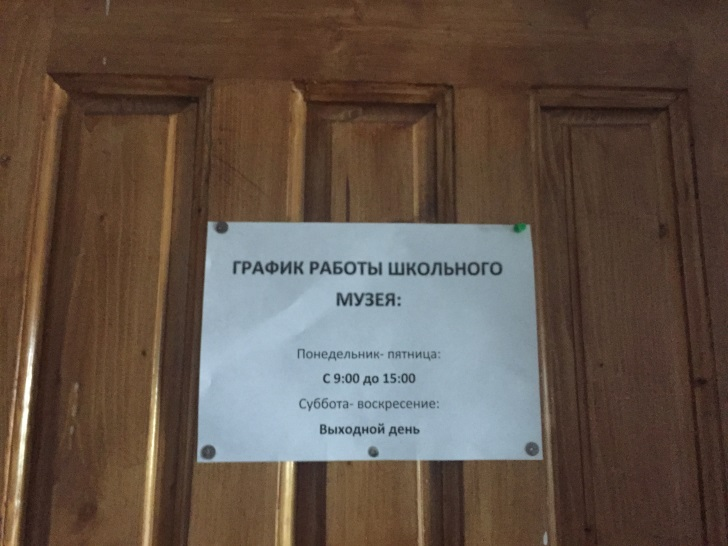 ГРАФИК РАБОТЫ ШКОЛЬНОГО
МУЗЕЯ:
Понедельник- пятница:
С 9:00 до 15:00
Суббота- воскресение:
Выходной день